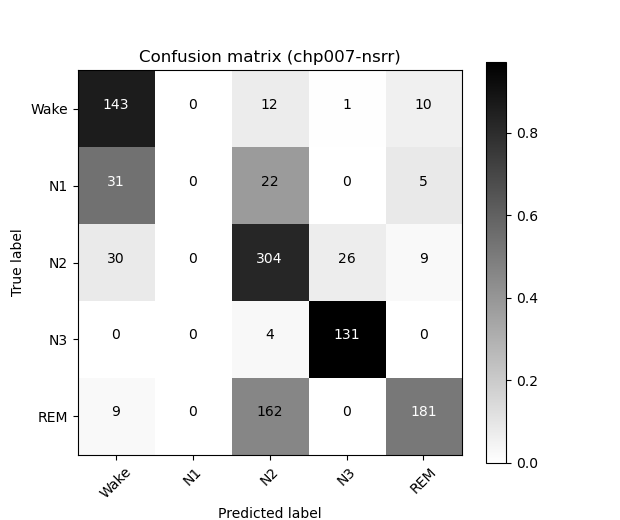 Confusion matrix (chp007-nsrr)
True label
Wake 143 0 12 1 10
N1 31 0 22 0 5
N2 30 0 304 26 9
N3 0 0 4 131 0
REM 9 0 162 0 181
Wake N1 N2 N3 REM
Predicted label
0.8
0.6
0.4
0.2
0.0